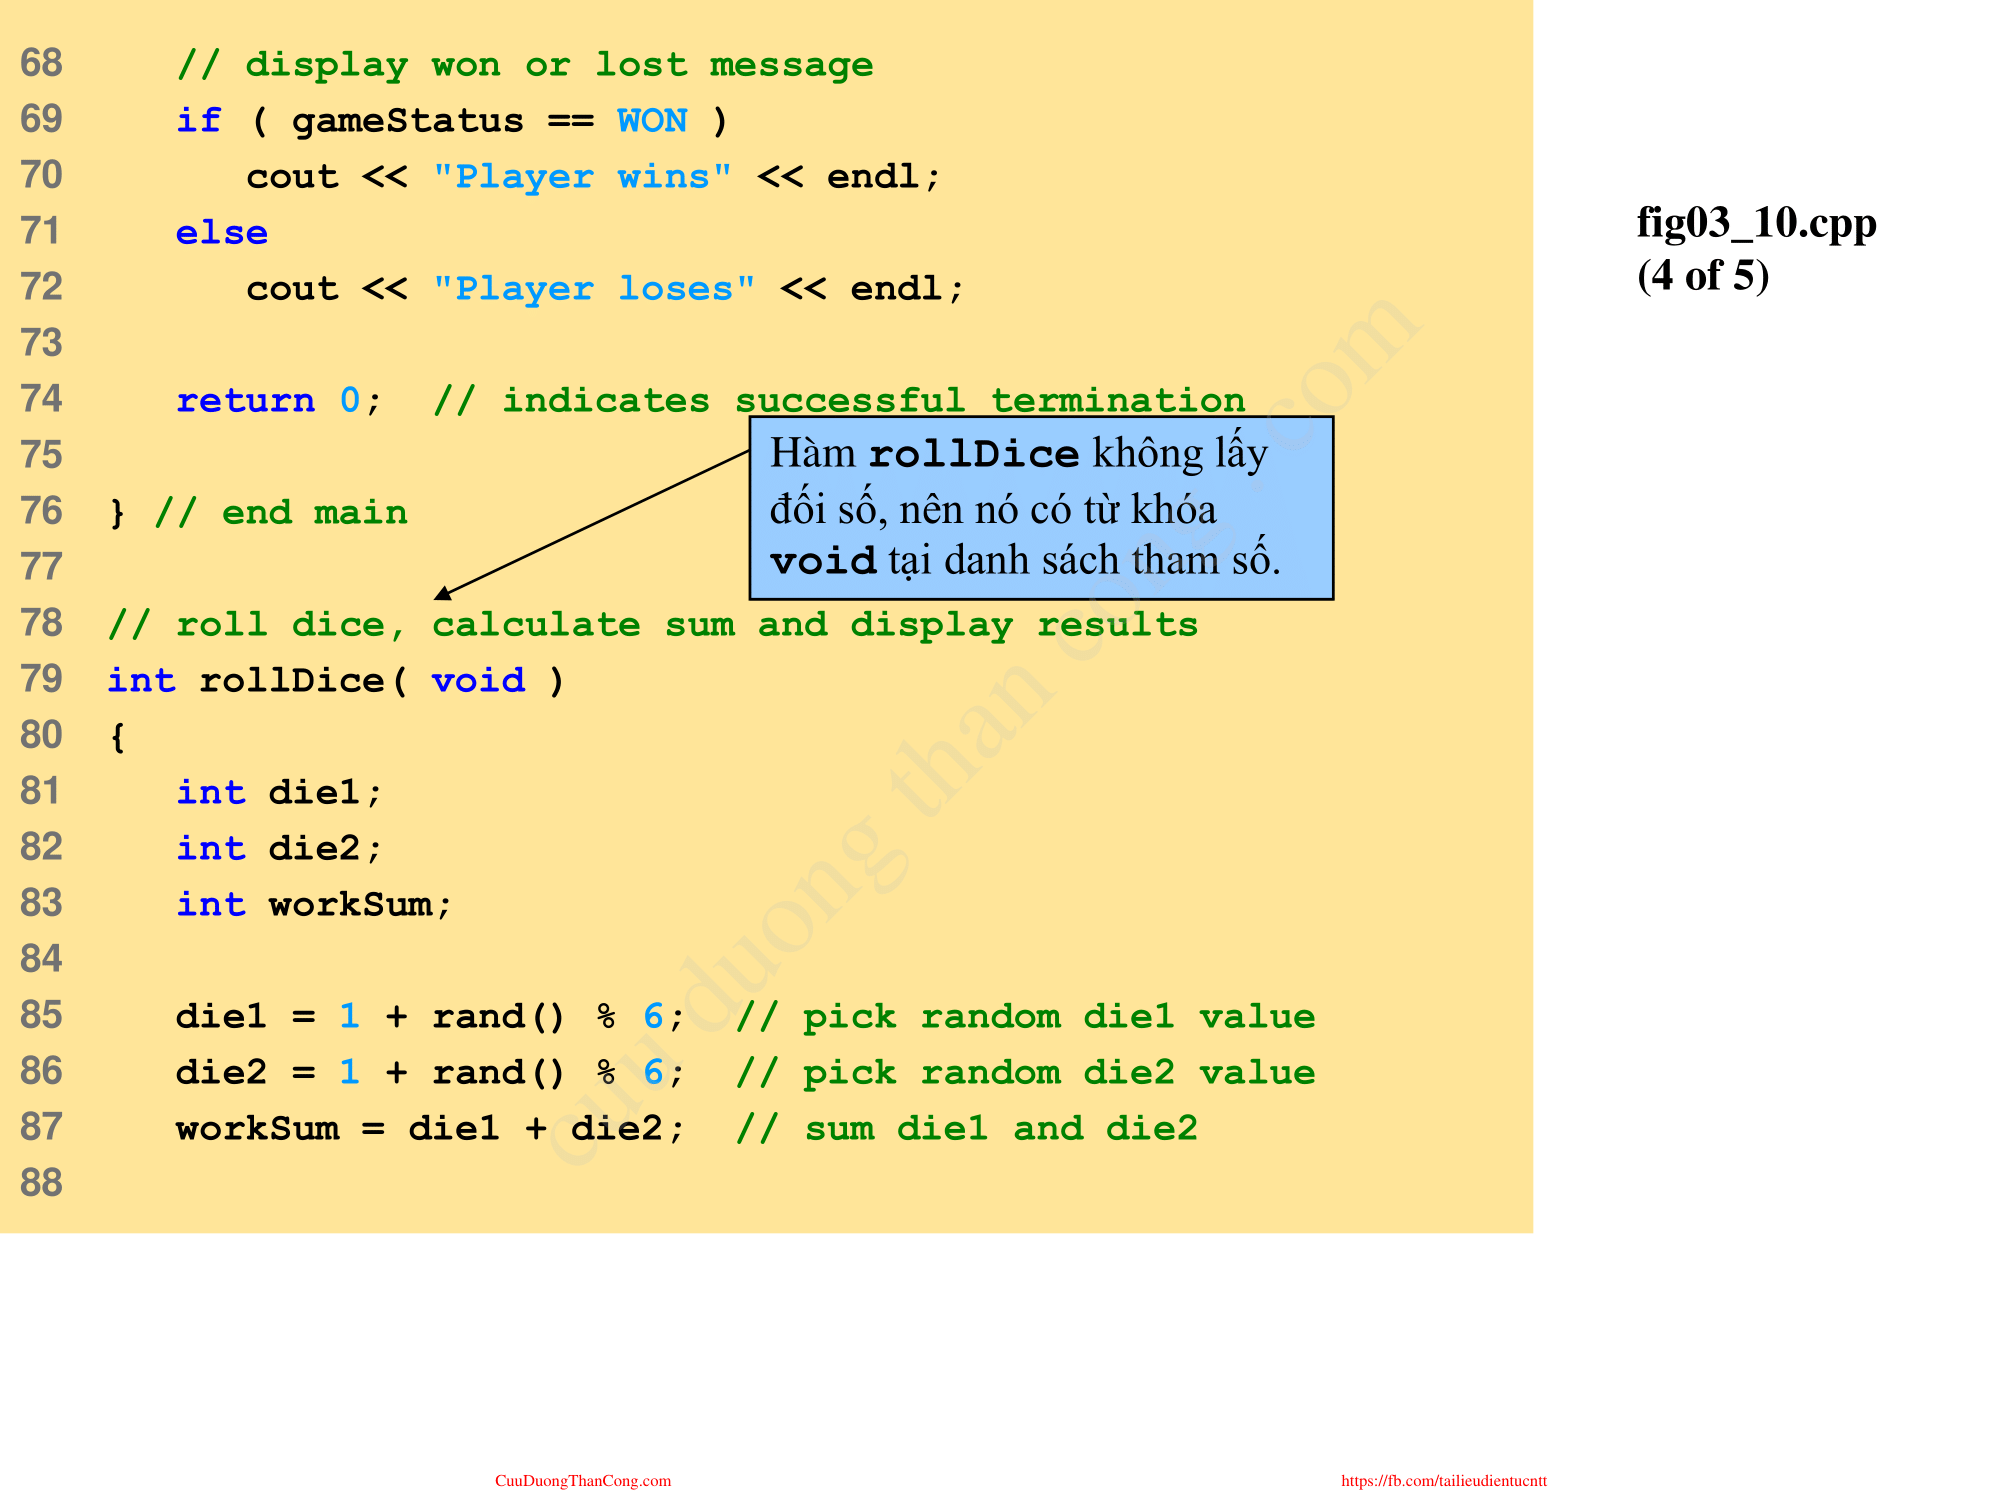 68 // display won or lost message
69 if ( gameStatus == WON )
70 cout << "Player wins" << endl;
71 else
72 cout << "Player loses" << endl;
73
74 return 0; // indicates successful termination
75
76 } // end main
77
78 // roll dice, calculate sum and display results
79 int rollDice( void )
80 {
81 int die1;
82 int die2;
83 int workSum;
84
85 die1 = 1 + rand() % 6; // pick random die1 value
86 die2 = 1 + rand() % 6; // pick random die2 value
87 workSum = die1 + die2; // sum die1 and die2
88
Hàm rollDice không lấy
đối số, nên nó có từ khóa
void tại danh sách tham số.
fig03_10.cpp
(4 of 5)
cuu duong than cong . com
CuuDuongThanCong.com
https://fb.com/tailieudientucntt